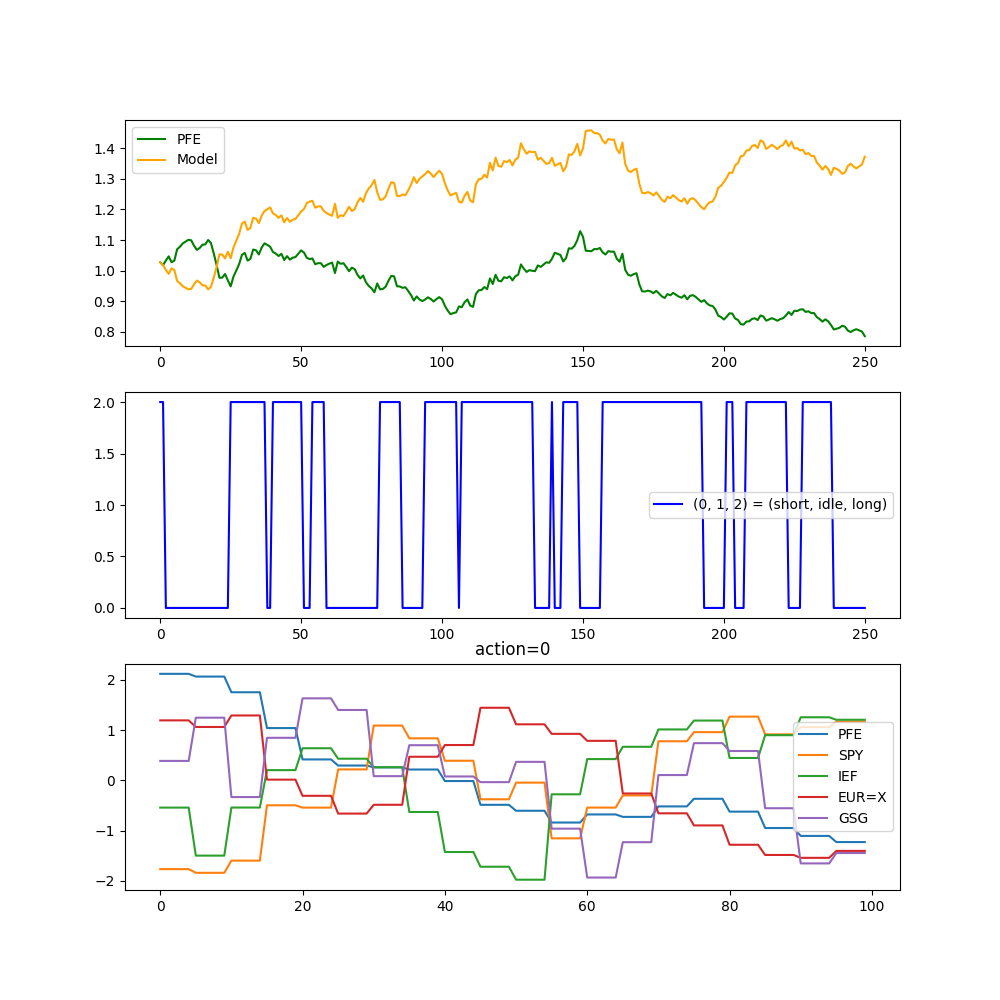 PFE
Model
1.4
1.3
1.2
1.1
1.0
0.9
0.8
0 50 100 150 200 250
2.0
1.5
1.0
0.5
0.0
(0, 1, 2) = (short, idle, long)
0 50 100 150 200 250
action=0
2
1
0
−1
−2
PFE
SPY
IEF
EUR=X
GSG
0 20 40 60 80 100